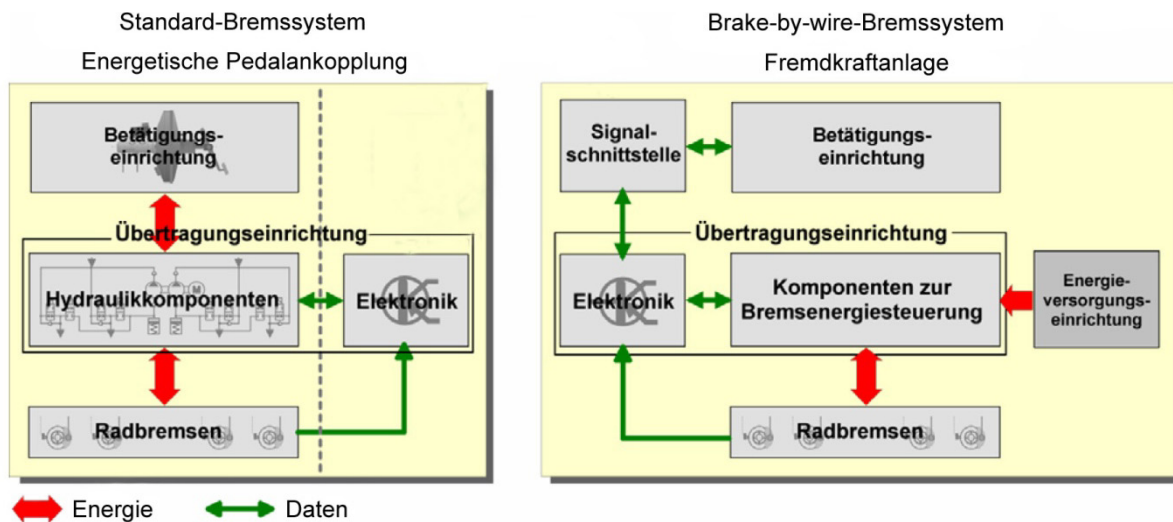 Standard-Bremssystem
Energetische Pedalankopplung
Betätigungs-
einrichtung
Übertragungseinrichtung
Hydraulikkomponenten
M
Elektronik
Radbremsen
Brake-by-wire-Bremssystem
Fremdkraftanlage
Signal-
schnittstelle
Betätigungs-
einrichtung
Übertragungseinrichtung
Elektronik
Komponenten zur
Bremsenergiesteuerung
Energie-
versorgungs-
einrichtung
Radbremsen
Energie
Daten